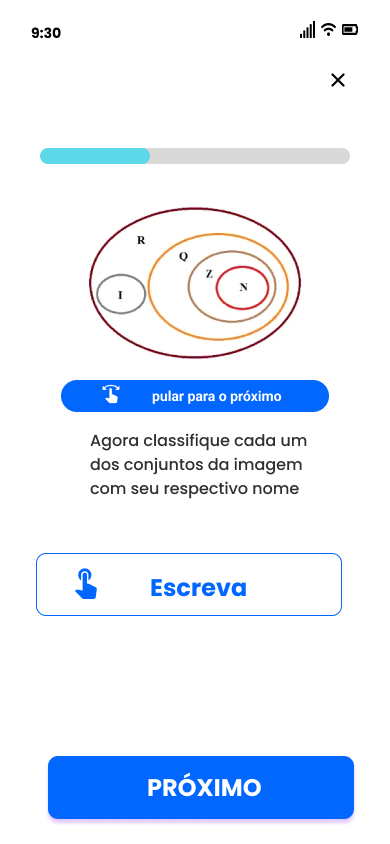 9:30
R
Q
Z
N
I
pular para o próximo
Agora classifique cada um
dos conjuntos da imagem
com seu respectivo nome
Escreva
PRÓXIMO